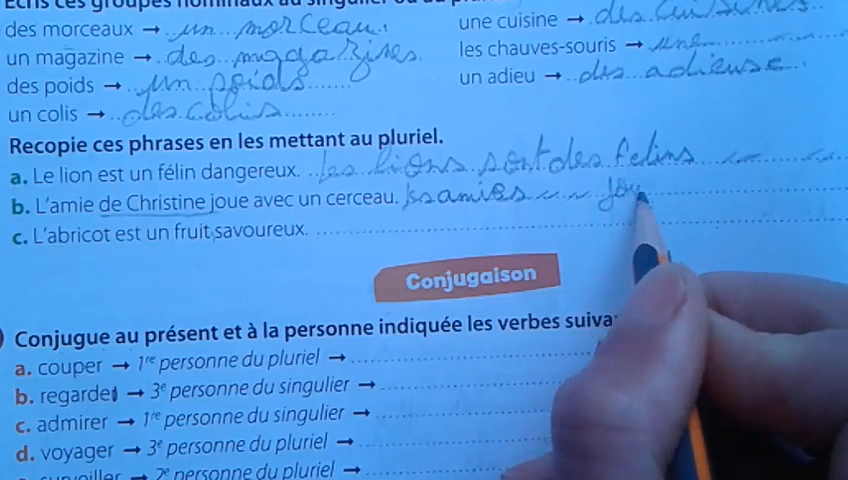 Écris ces groupes nominaux au singulier ou au
des morceaux → un morceau
une cuisine → des cuisines
un magazine → des magazines
les chauves-souris → une
des poids → un poids
un adieu → des adieuse
un colis → des colis
Recopie ces phrases en les mettant au pluriel.
a. Le lion est un félin dangereux. les lions sont des felins
b. L'amie de Christine joue avec un cerceau. les amies jou
c. L'abricot est un fruit savoureux.
Conjugaison
Conjugue au présent et à la personne indiquée les verbes suiva
a. couper → 1re personne du pluriel →
b. regarder → 3e personne du singulier →
c. admirer → 1re personne du singulier →
d. voyager → 3e personne du pluriel →
→ 2e personne du pluriel →